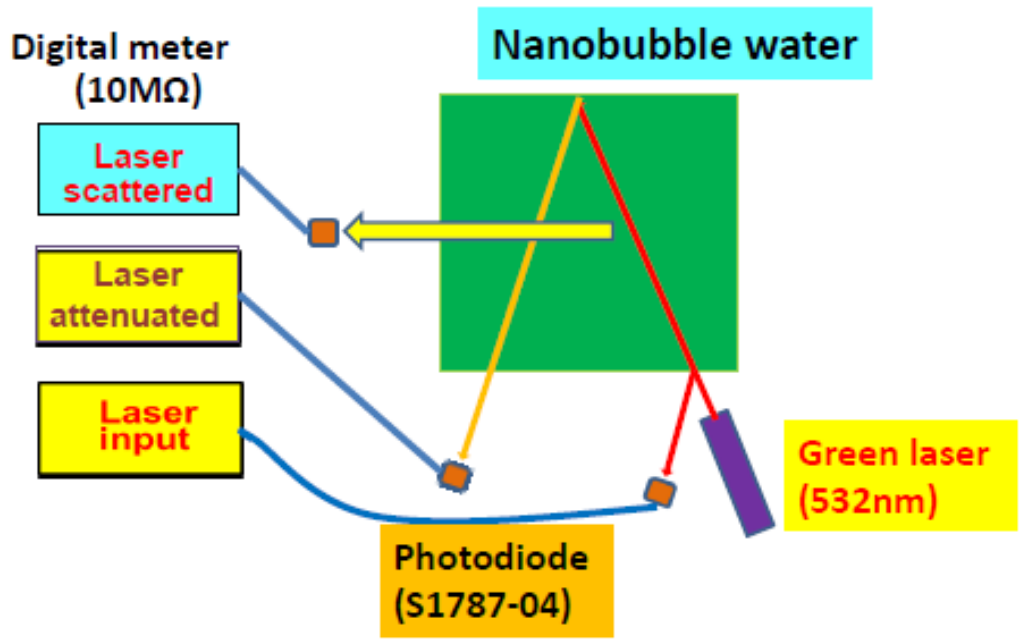 Digital meter
(10MΩ)
Nanobubble water
Laser
scattered
Laser
attenuated
Laser
input
Green laser
(532nm)
Photodiode
(S1787-04)